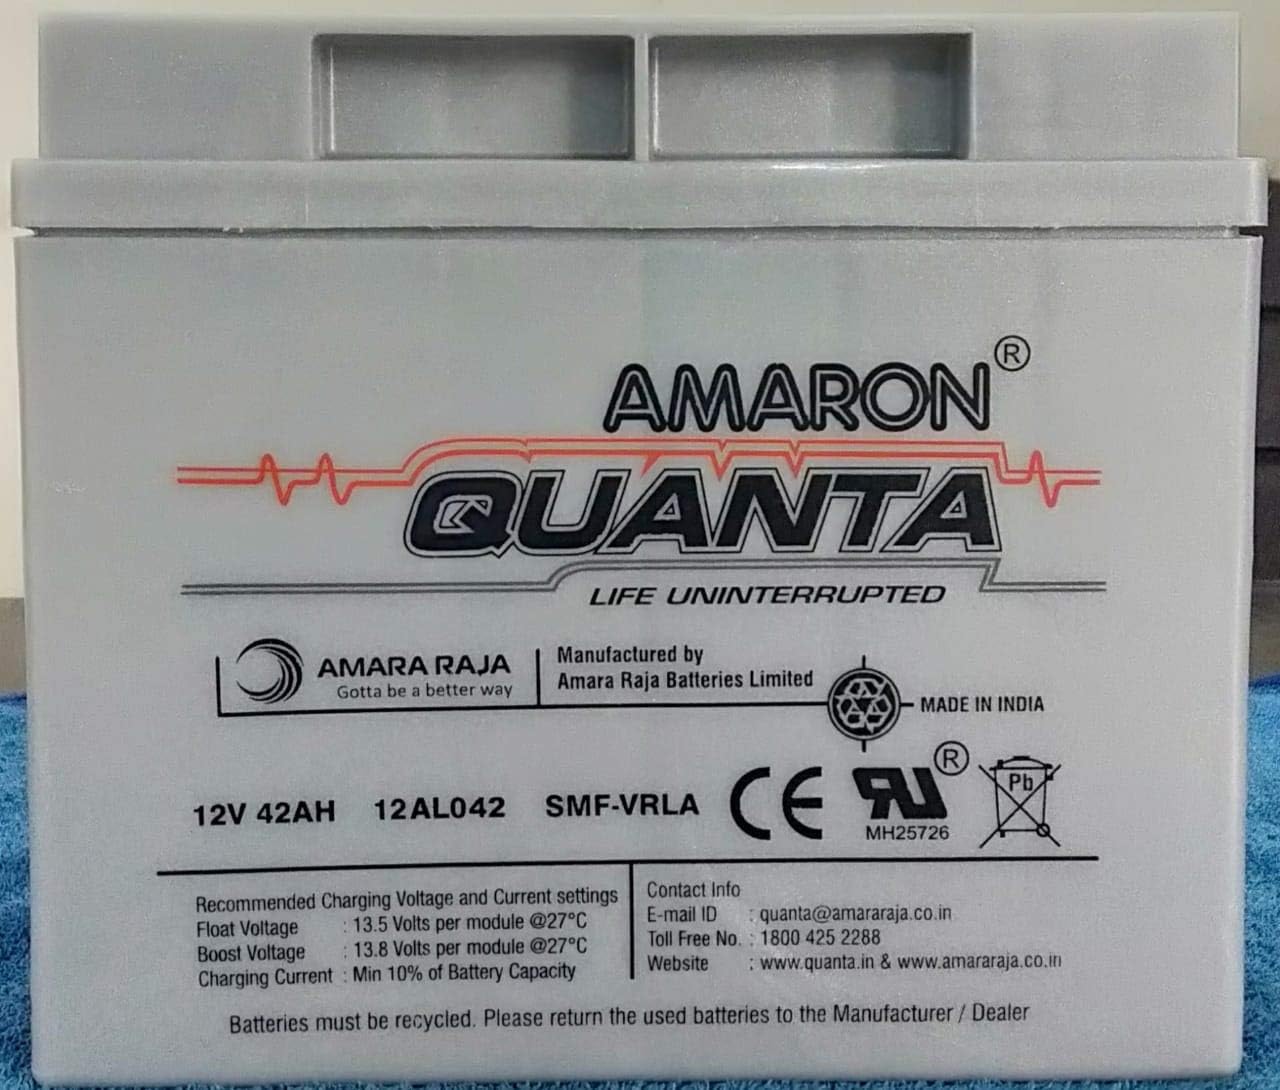 AMARON®
QUANTA
LIFE UNINTERRUPTED
AMARA RAJA
Gotta be a better way
Manufactured by
Amara Raja Batteries Limited
MADE IN INDIA
12V 42AH 12AL042 SMF-VRLA CE RU® Pb
MH25726
Recommended Charging Voltage and Current settings
Float Voltage : 13.5 Volts per module @27°C
Boost Voltage : 13.8 Volts per module @27°C
Charging Current : Min 10% of Battery Capacity
Contact Info
E-mail ID : quanta@amararaja.co.in
Toll Free No. : 1800 425 2288
Website : www.quanta.in & www.amararaja.co.in
Batteries must be recycled. Please return the used batteries to the Manufacturer / Dealer